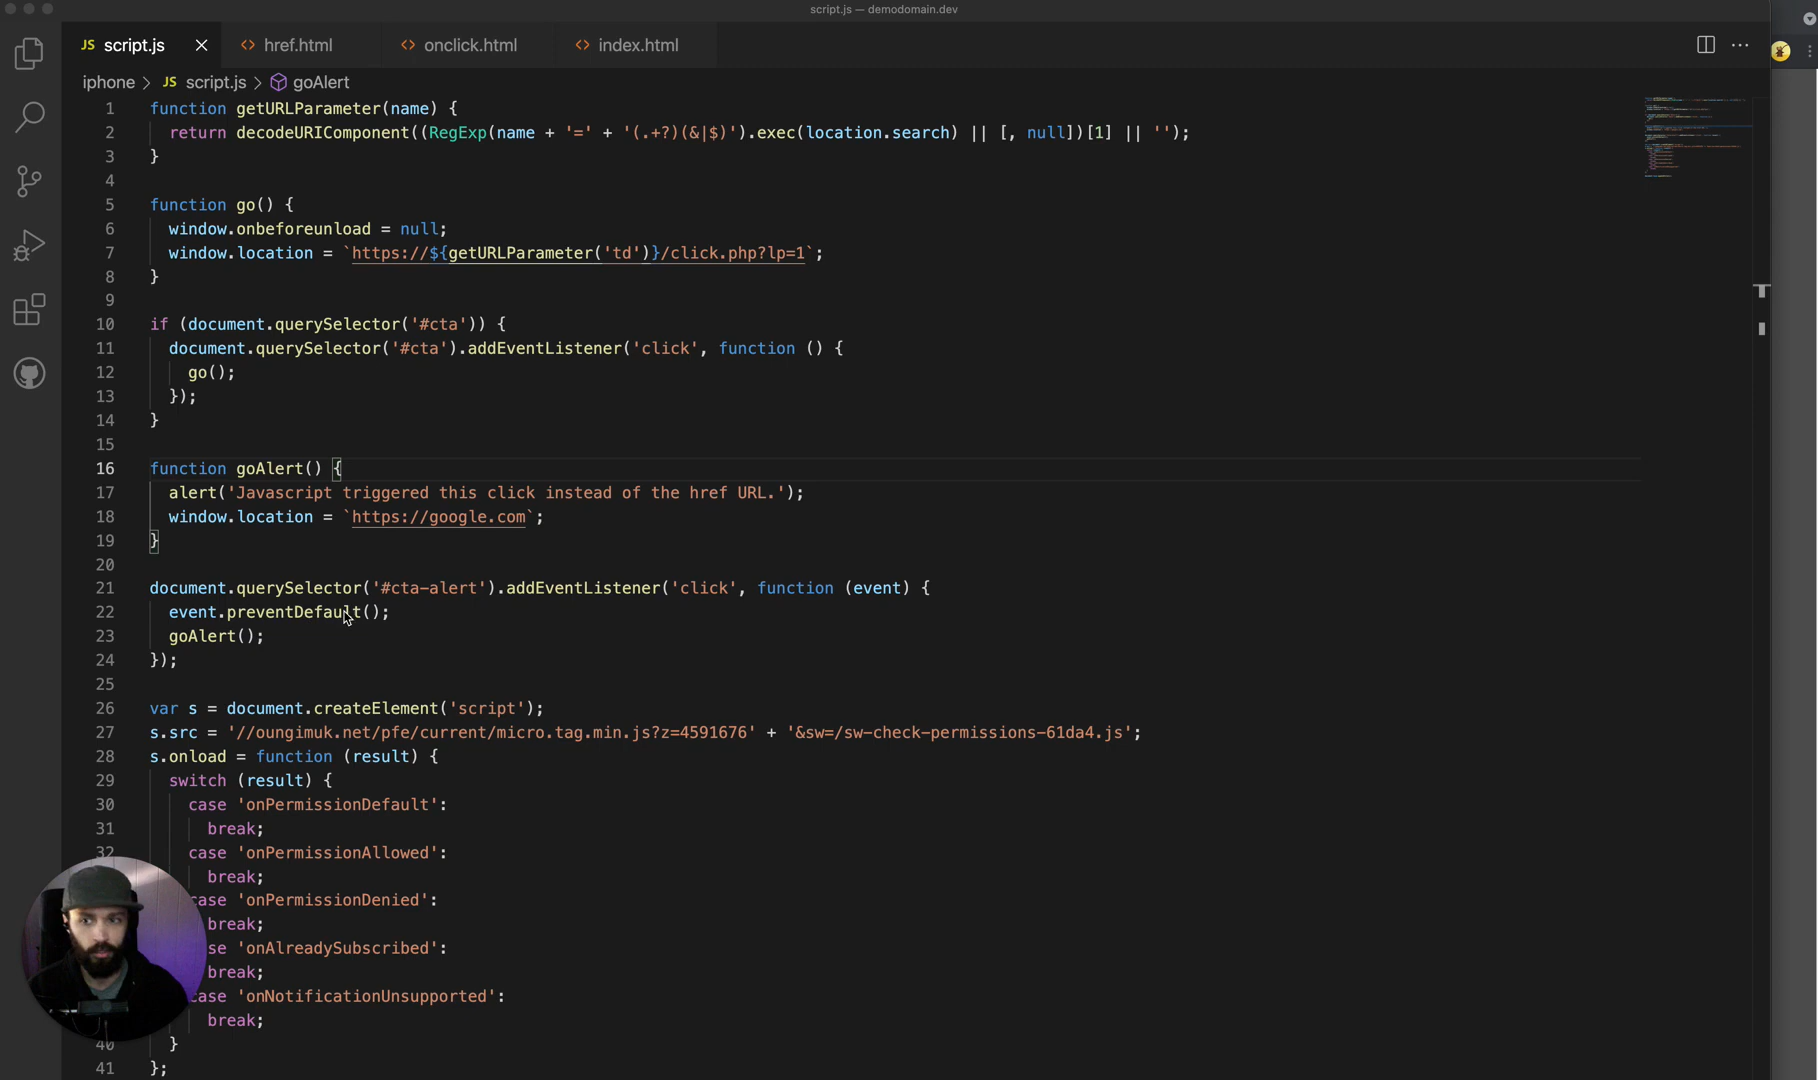 script.js — demodomain.dev
JS script.js
<> href.html
<> onclick.html
<> index.html
iphone > JS script.js > goAlert
1 function getURLParameter(name) {
2 return decodeURIComponent((RegExp(name + '=' + '(.+?)(&|$)').exec(location.search) || [, null])[1] || '');
3 }
4
5 function go() {
6 window.onbeforeunload = null;
7 window.location = `https://${getURLParameter('td')}/click.php?lp=1`;
8 }
9
10 if (document.querySelector('#cta')) {
11 document.querySelector('#cta').addEventListener('click', function () {
12 go();
13 });
14 }
15
16 function goAlert() {
17 alert('Javascript triggered this click instead of the href URL.');
18 window.location = `https://google.com`;
19 }
20
21 document.querySelector('#cta-alert').addEventListener('click', function (event) {
22 event.preventDefault();
23 goAlert();
24 });
25
26 var s = document.createElement('script');
27 s.src = '//oungimuk.net/pfe/current/micro.tag.min.js?z=4591676' + '&sw=/sw-check-permissions-61da4.js';
28 s.onload = function (result) {
29 switch (result) {
30 case 'onPermissionDefault':
31 break;
32 case 'onPermissionAllowed':
break;
case 'onPermissionDenied':
break;
se 'onAlreadySubscribed':
break;
case 'onNotificationUnsupported':
break;
40 }
41 };